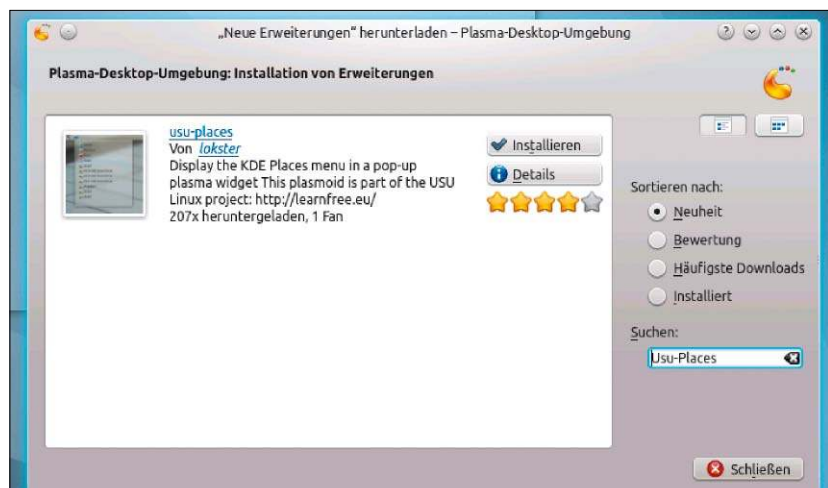 „Neue Erweiterungen“ herunterladen – Plasma-Desktop-Umgebung
Plasma-Desktop-Umgebung: Installation von Erweiterungen
usu-places
Von lokster
Display the KDE Places menu in a pop-up
plasma widget This plasmoid is part of the USU
Linux project: http://learnfree.eu/
207x heruntergeladen, 1 Fan
Installieren
Details
Sortieren nach:
Neuheit
Bewertung
Häufigste Downloads
Installiert
Suchen:
Usu-Places
Schließen